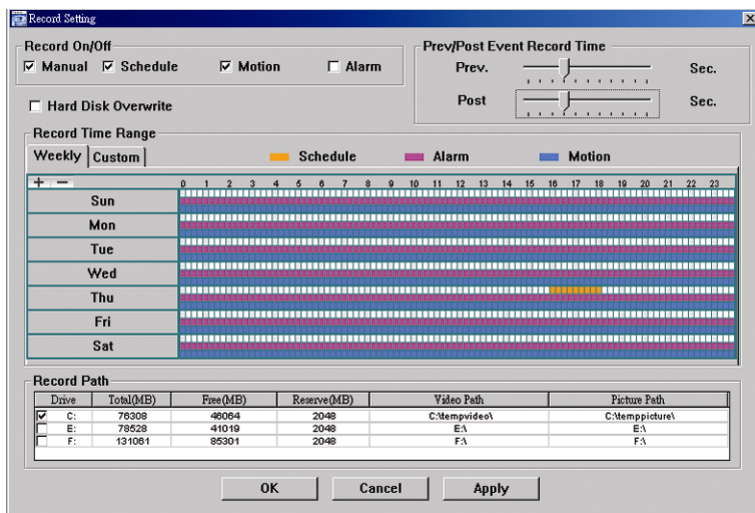 Record Setting
Record On/Off
Manual Schedule Motion Alarm
Prev/Post Event Record Time
Prev. Sec.
Post Sec.
Hard Disk Overwrite
Record Time Range
Weekly Custom
Schedule Alarm Motion
+ − 0 1 2 3 4 5 6 7 8 9 10 11 12 13 14 15 16 17 18 19 20 21 22 23
Sun
Mon
Tue
Wed
Thu
Fri
Sat
Record Path
Drive Total(MB) Free(MB) Reserve(MB) Video Path Picture Path
C: 76308 46064 2048 C:\tempvideo\ C:\temppicture\
E: 78528 41019 2048 E:\ E:\
F: 131061 85301 2048 F:\ F:\
OK Cancel Apply